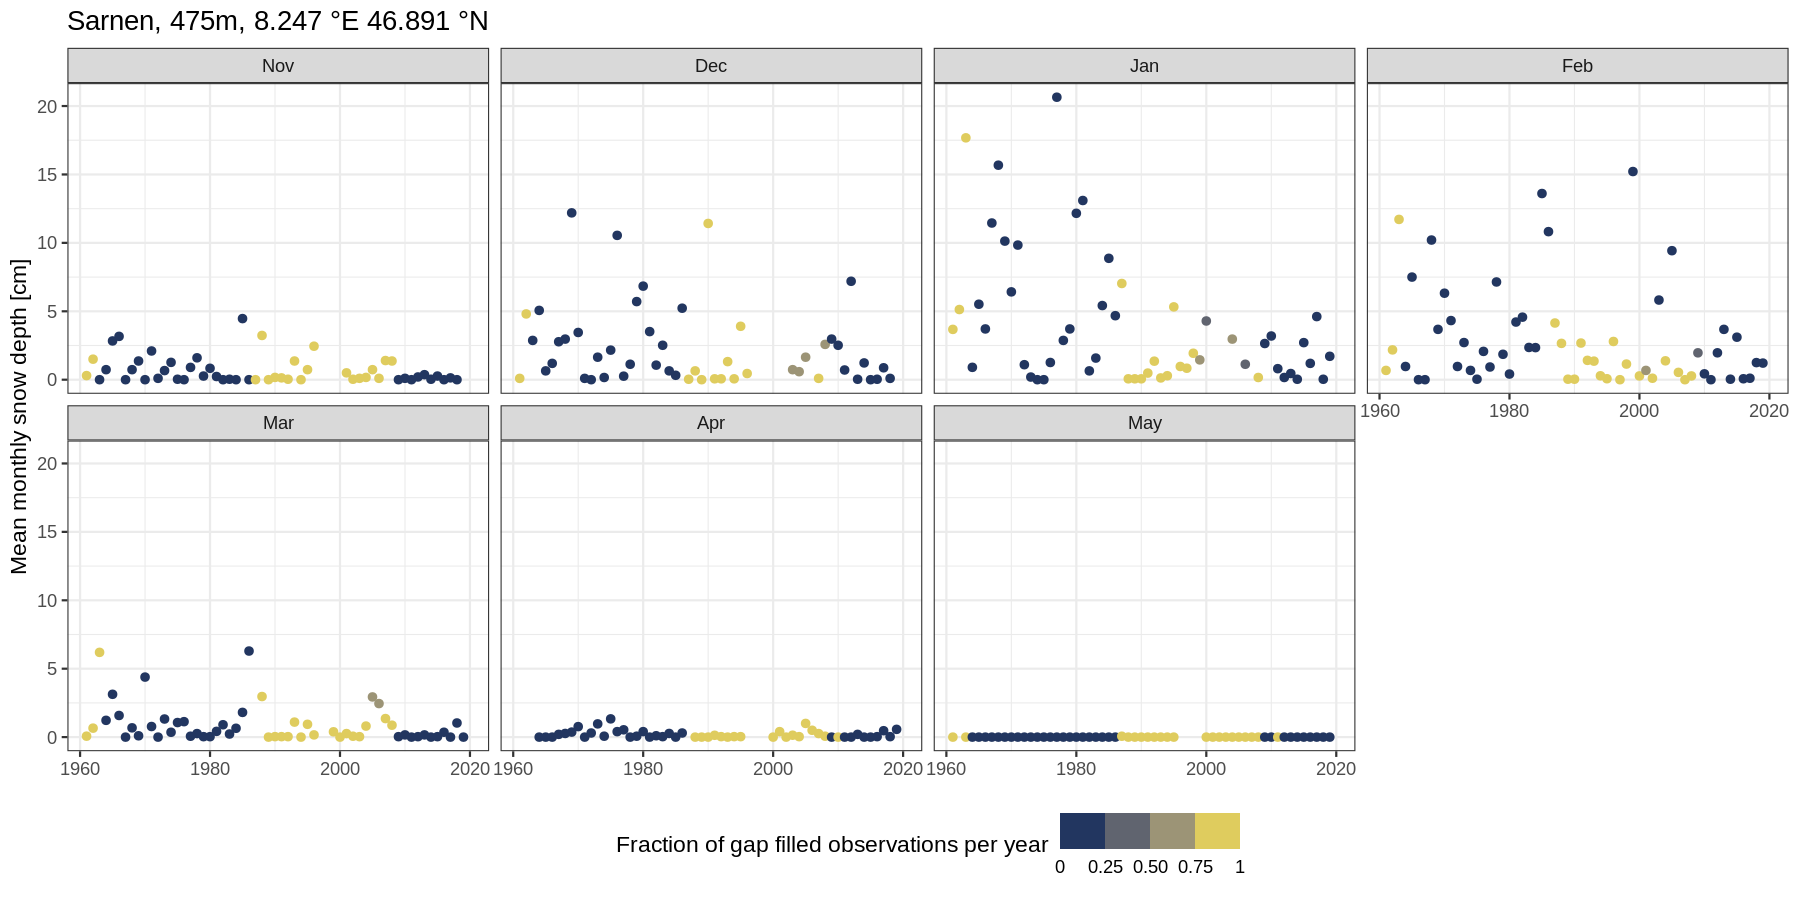 Sarnen, 475m, 8.247 °E 46.891 °N
Nov Dec Jan Feb
Mean monthly snow depth [cm]
20
15
10
5
0
1960 1980 2000 2020
Mar Apr May
20
15
10
5
0
1960 1980 2000 2020 1960 1980 2000 2020 1960 1980 2000 2020
Fraction of gap filled observations per year
0 0.25 0.50 0.75 1